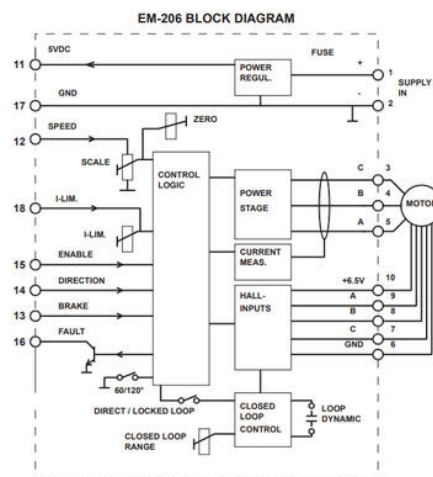 EM-206 BLOCK DIAGRAM
11 5VDC
POWER REGUL.
FUSE
+ 1
SUPPLY IN
17 GND
- 2
12 SPEED
ZERO
SCALE
CONTROL LOGIC
POWER STAGE
C 3
B 4
A 5
MOTOR
18 I-LIM.
I-LIM.
CURRENT MEAS.
15 ENABLE
14 DIRECTION
13 BRAKE
16 FAULT
HALL-INPUTS
+6.5V 10
A 9
B 8
C 7
GND 6
60/120°
DIRECT / LOCKED LOOP
CLOSED LOOP CONTROL
LOOP DYNAMIC
CLOSED LOOP RANGE